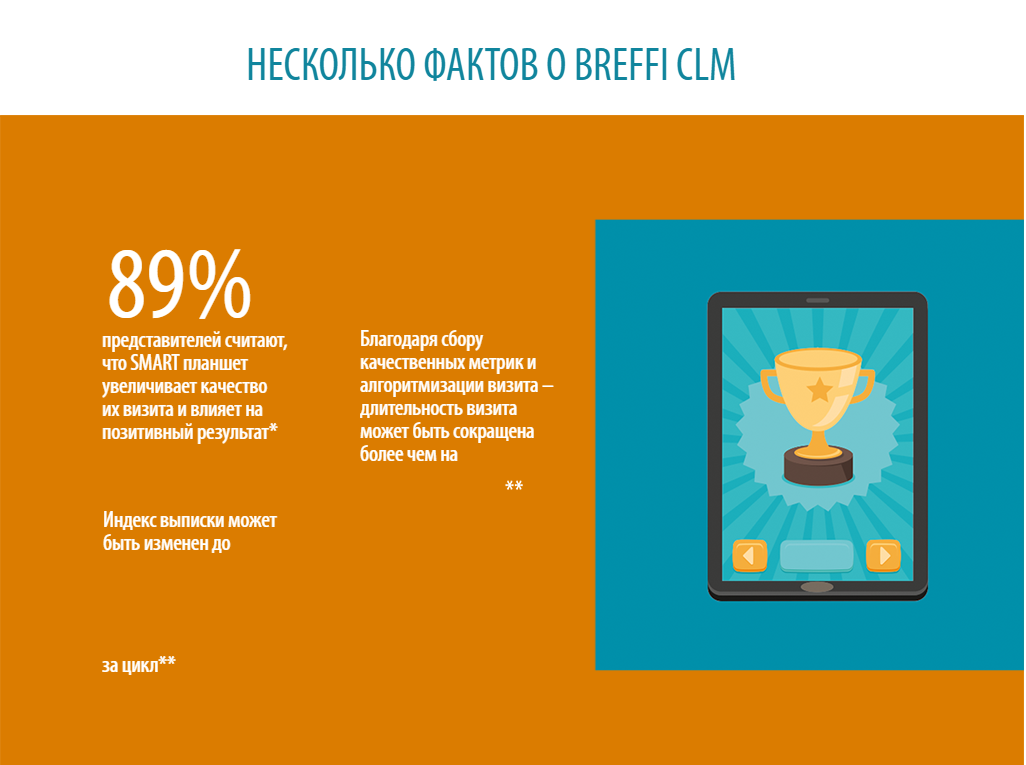 НЕСКОЛЬКО ФАКТОВ О BREFFI CLM
89%
представителей считают,
что SMART планшет
увеличивает качество
их визита и влияет на
позитивный результат*
Благодаря сбору
качественных метрик и
алгоритмизации визита –
длительность визита
может быть сокращена
более чем на
**
Индекс выписки может
быть изменен до
за цикл**